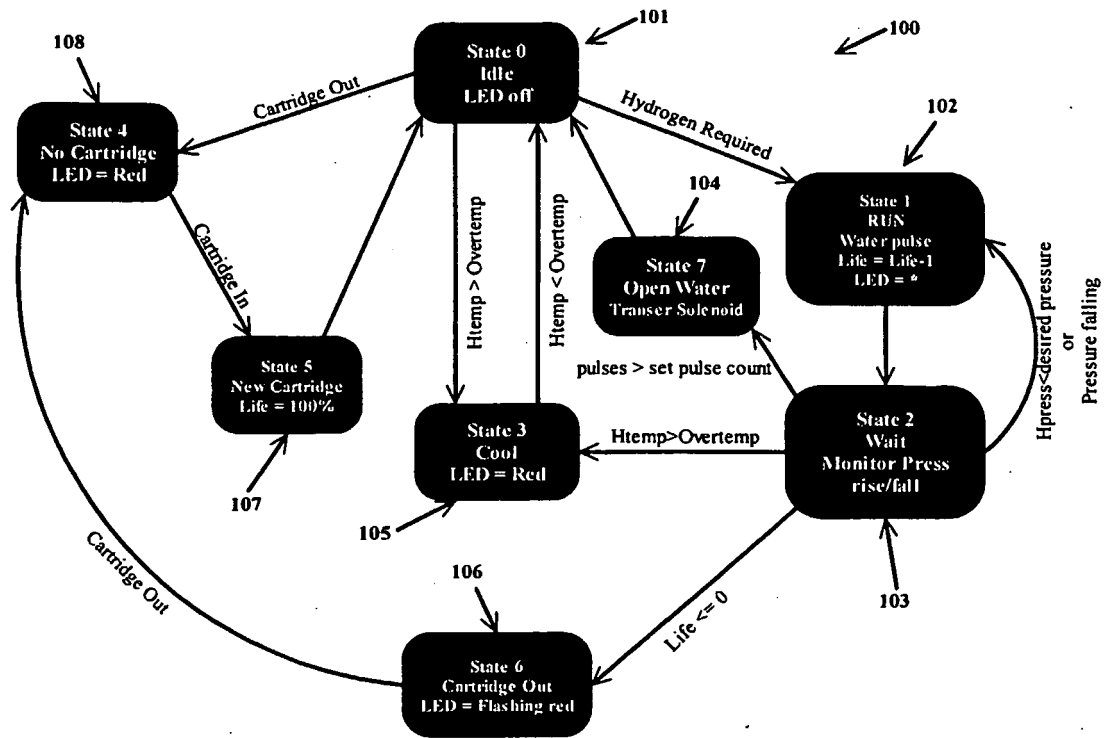 101
100
108
State 0
Idle
LED off
Cartridge Out
Hydrogen Required
102
State 4
No Cartridge
LED = Red
104
State 1
RUN
Water pulse
Life = Life-1
LED = *
Cartridge In
Htemp > Overtemp
Htemp < Overtemp
State 7
Open Water
Transer Solenoid
Hpress<desired pressure
or
Pressure falling
pulses > set pulse count
State 5
New Cartridge
Life = 100%
107
State 3
Cool
LED = Red
105
Htemp>Overtemp
State 2
Wait
Monitor Press
rise/fall
103
Cartridge Out
106
Life <= 0
State 6
Cartridge Out
LED = Flashing red